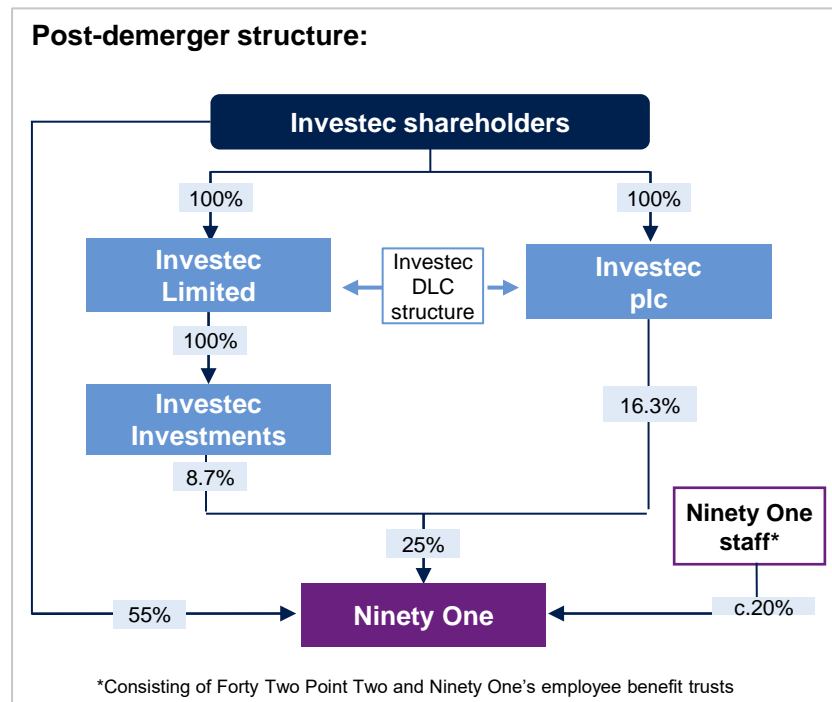 Post-demerger structure:
Investec shareholders
100%
100%
Investec
Limited
Investec
DLC
structure
Investec
plc
100%
Investec
Investments
16.3%
8.7%
Ninety One
staff*
25%
55%
Ninety One
c.20%
*Consisting of Forty Two Point Two and Ninety One's employee benefit trusts